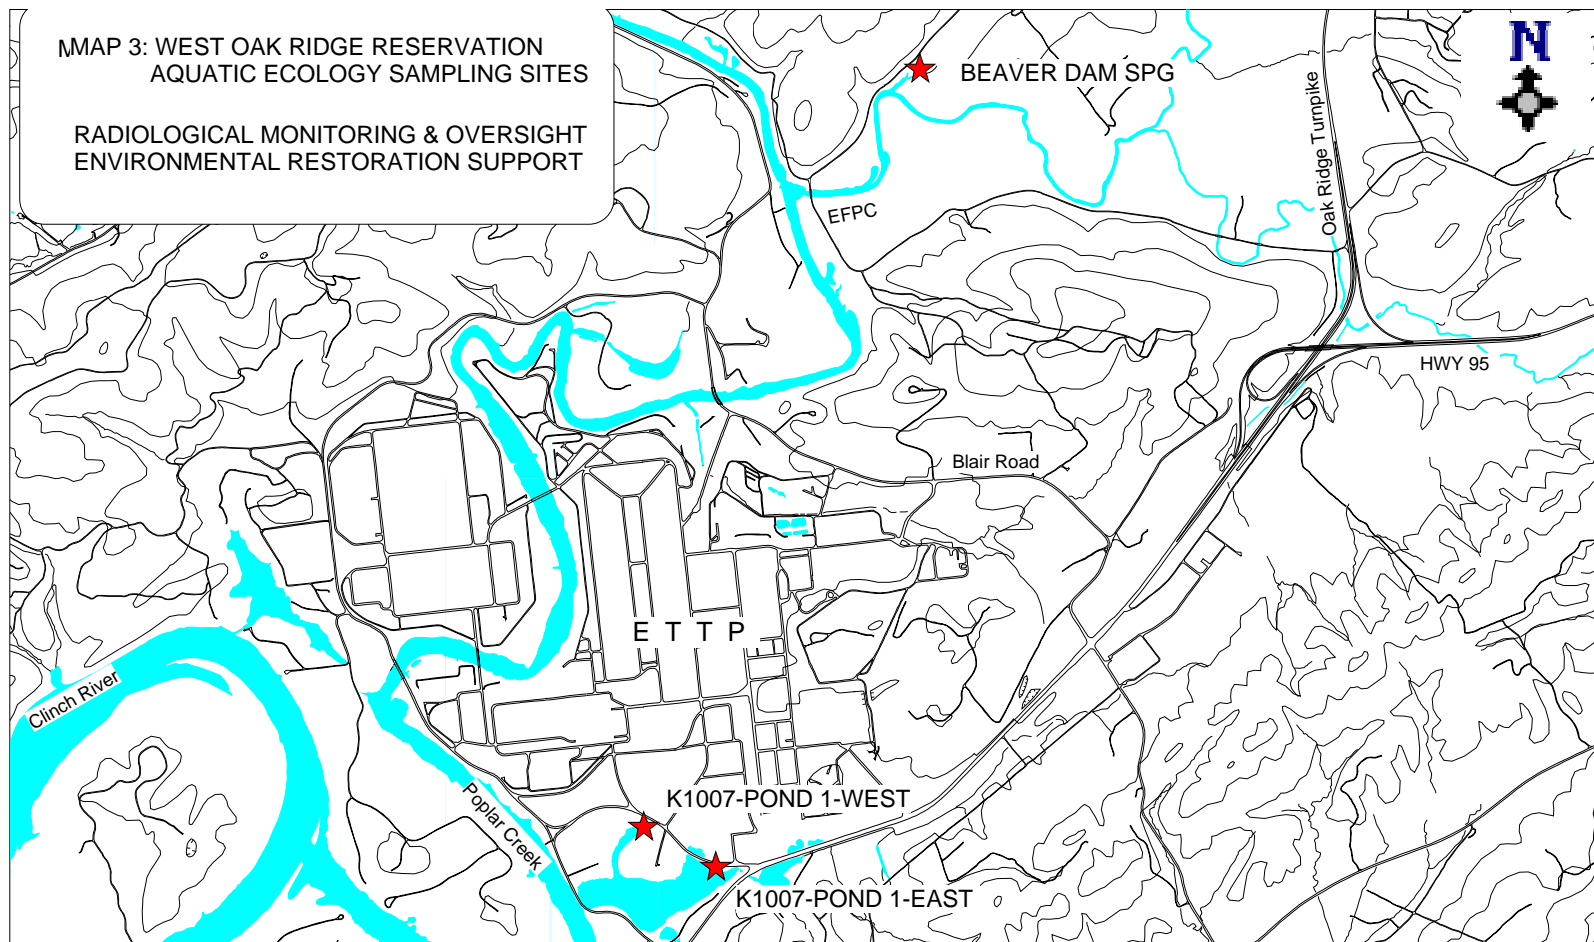 MMAP 3: WEST OAK RIDGE RESERVATION
AQUATIC ECOLOGY SAMPLING SITES
RADIOLOGICAL MONITORING & OVERSIGHT
ENVIRONMENTAL RESTORATION SUPPORT
N
BEAVER DAM SPG
Oak Ridge Turnpike
EFPC
HWY 95
Blair Road
E T T P
Clinch River
Poplar Creek
K1007-POND 1-WEST
K1007-POND 1-EAST